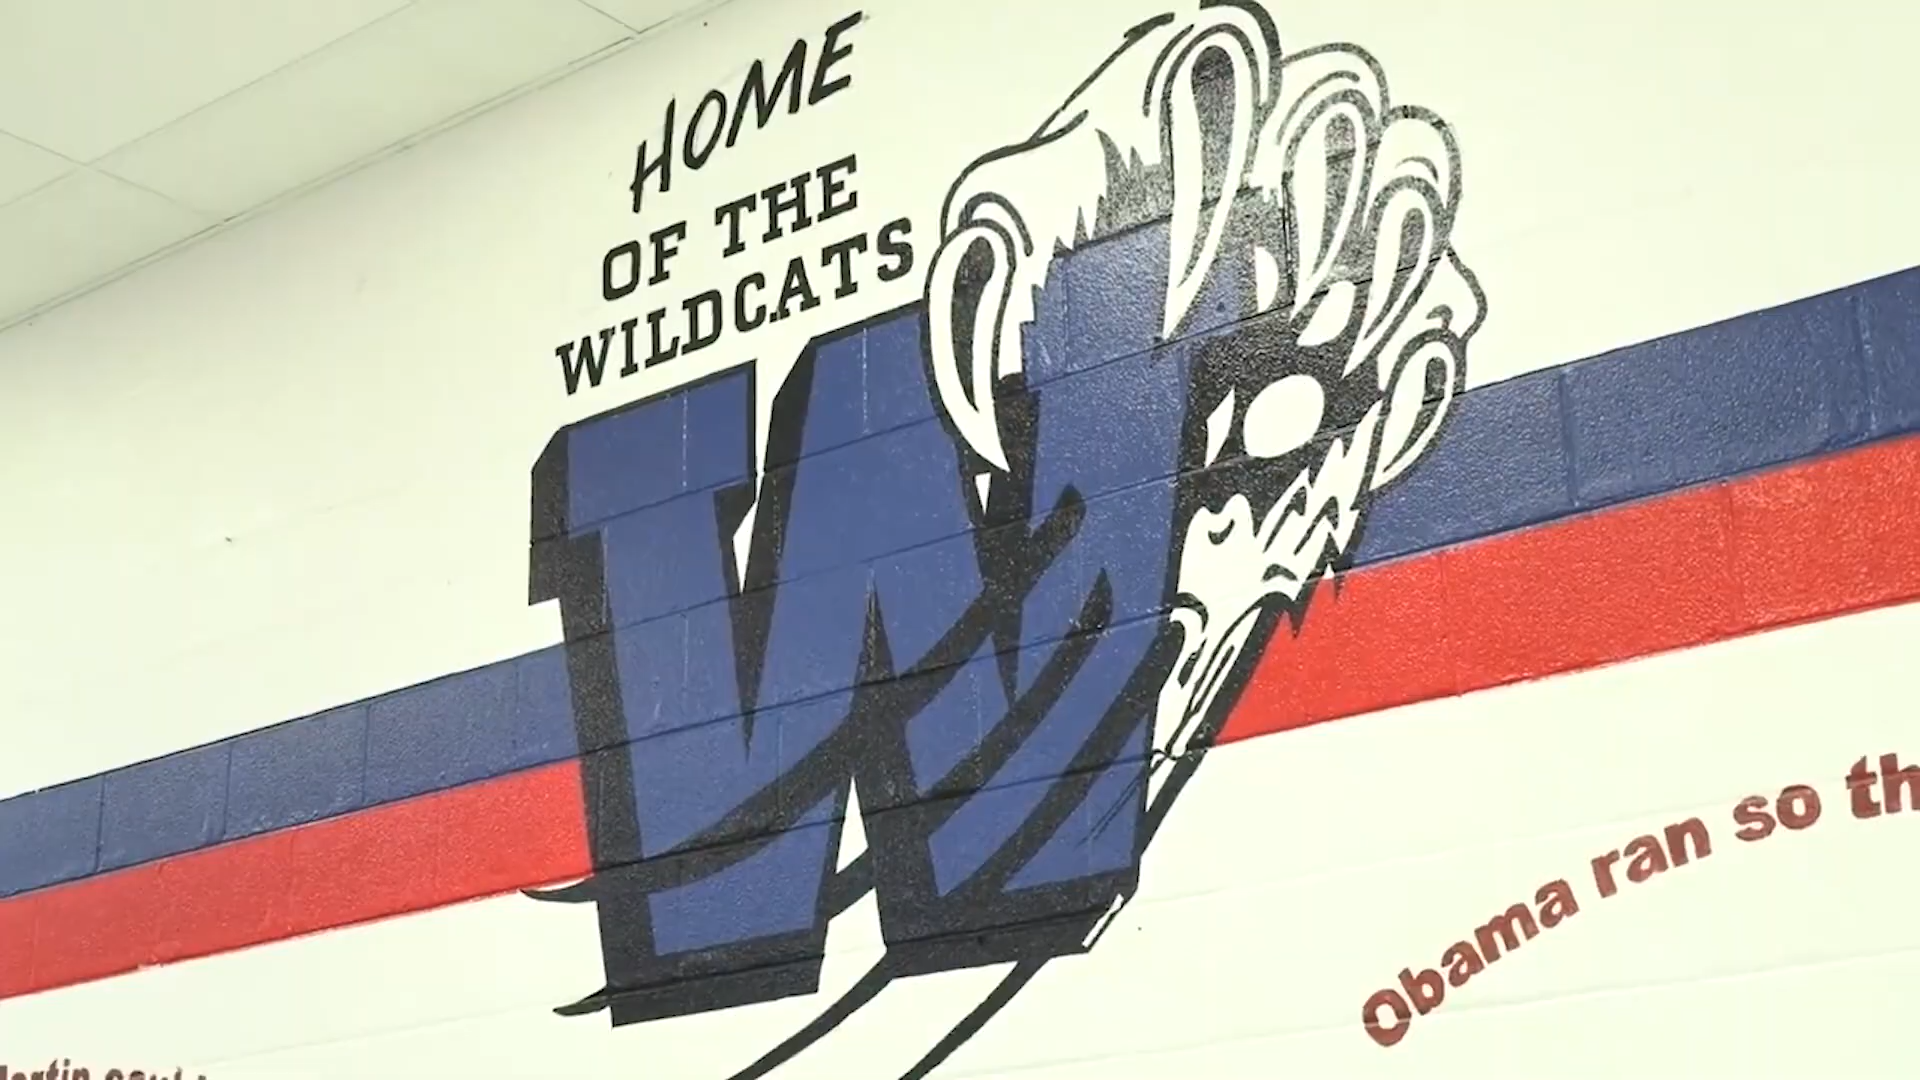 HOME
OF THE
WILDCATS
W
Obama ran so th